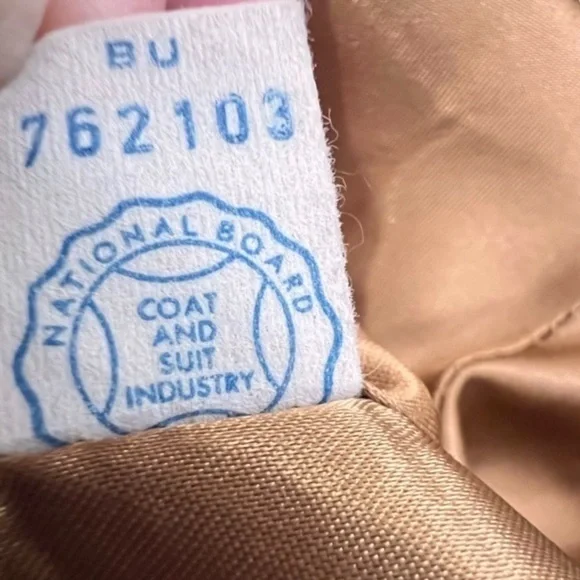 BU
762103
NATIONAL BOARD
COAT
AND
SUIT
INDUSTRY